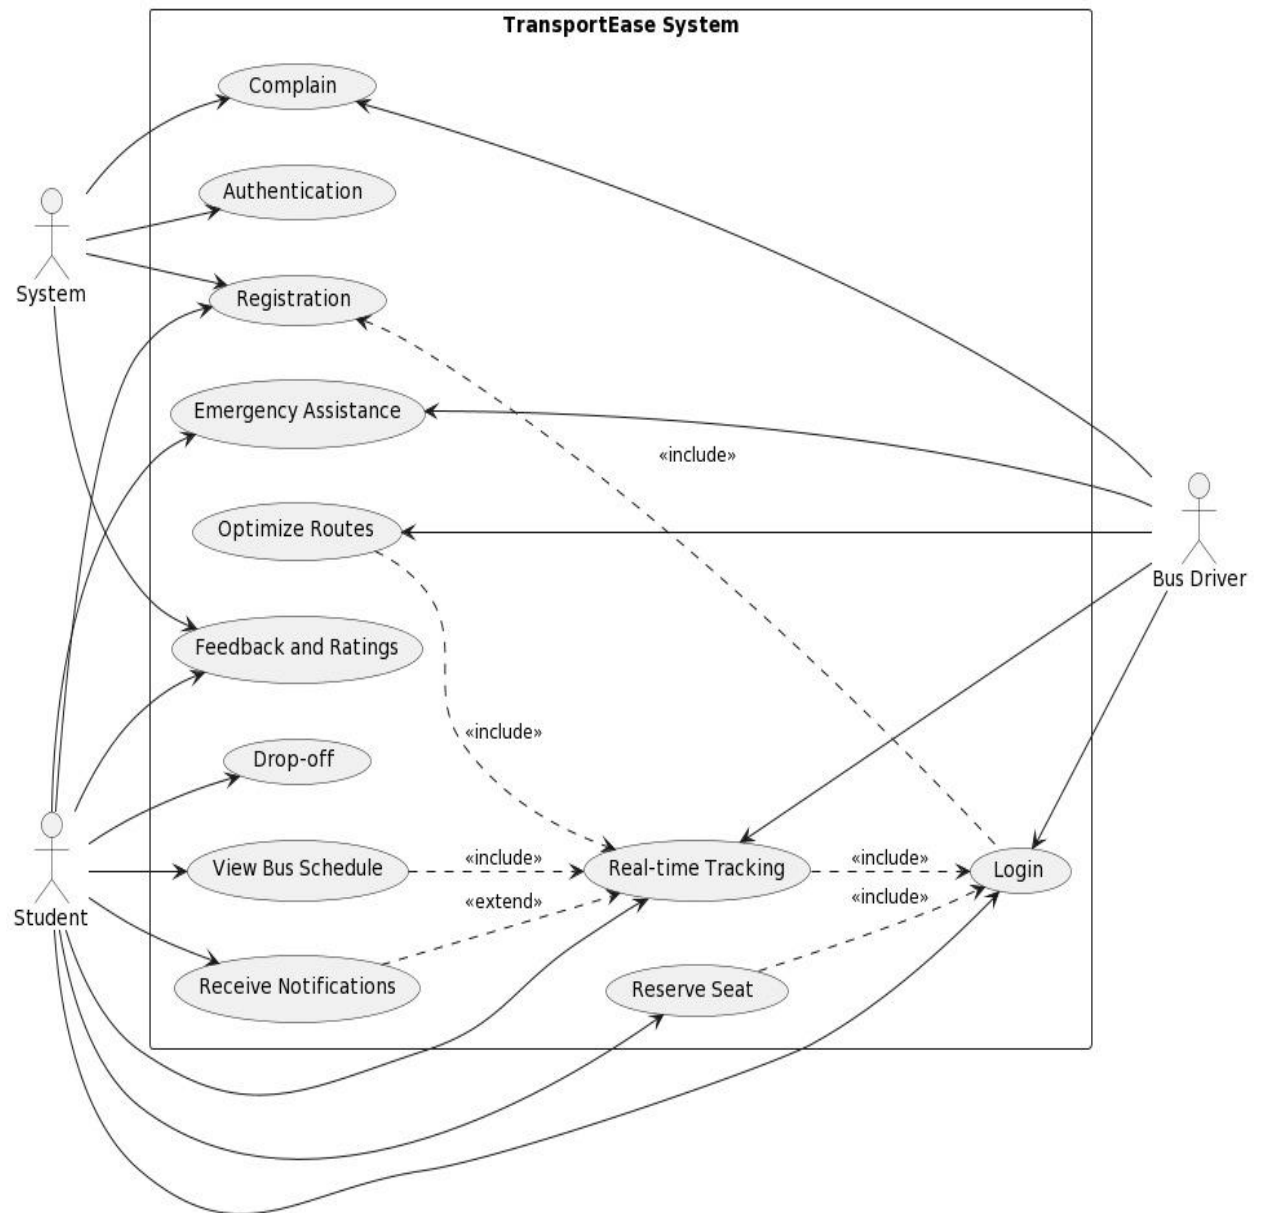 TransportEase System
Complain
Authentication
System
Registration
Emergency Assistance
«include»
Optimize Routes
Bus Driver
Feedback and Ratings
«include»
Drop-off
View Bus Schedule
«include»
Real-time Tracking
«include»
Login
Student
«extend»
«include»
Receive Notifications
Reserve Seat